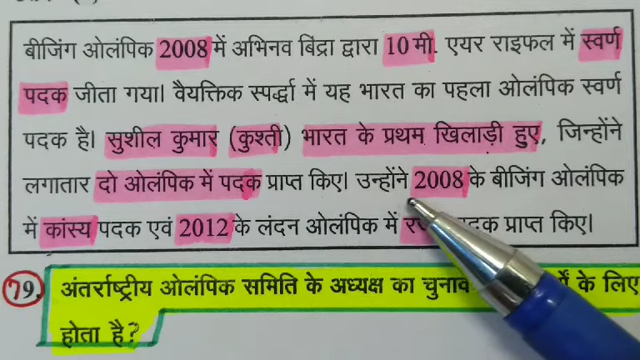 बीजिंग ओलंपिक 2008 में अभिनव बिंद्रा द्वारा 10 मी. एयर राइफल में स्वर्ण
पदक जीता गया। वैयक्तिक स्पर्द्धा में यह भारत का पहला ओलंपिक स्वर्ण
पदक है। सुशील कुमार (कुश्ती) भारत के प्रथम खिलाड़ी हुए, जिन्होंने
लगातार दो ओलंपिक में पदक प्राप्त किए। उन्होंने 2008 के बीजिंग ओलंपिक
में कांस्य पदक एवं 2012 के लंदन ओलंपिक में पदक प्राप्त किए।
79. अंतर्राष्ट्रीय ओलंपिक समिति के अध्यक्ष का चुनाव के लिए
होता है?